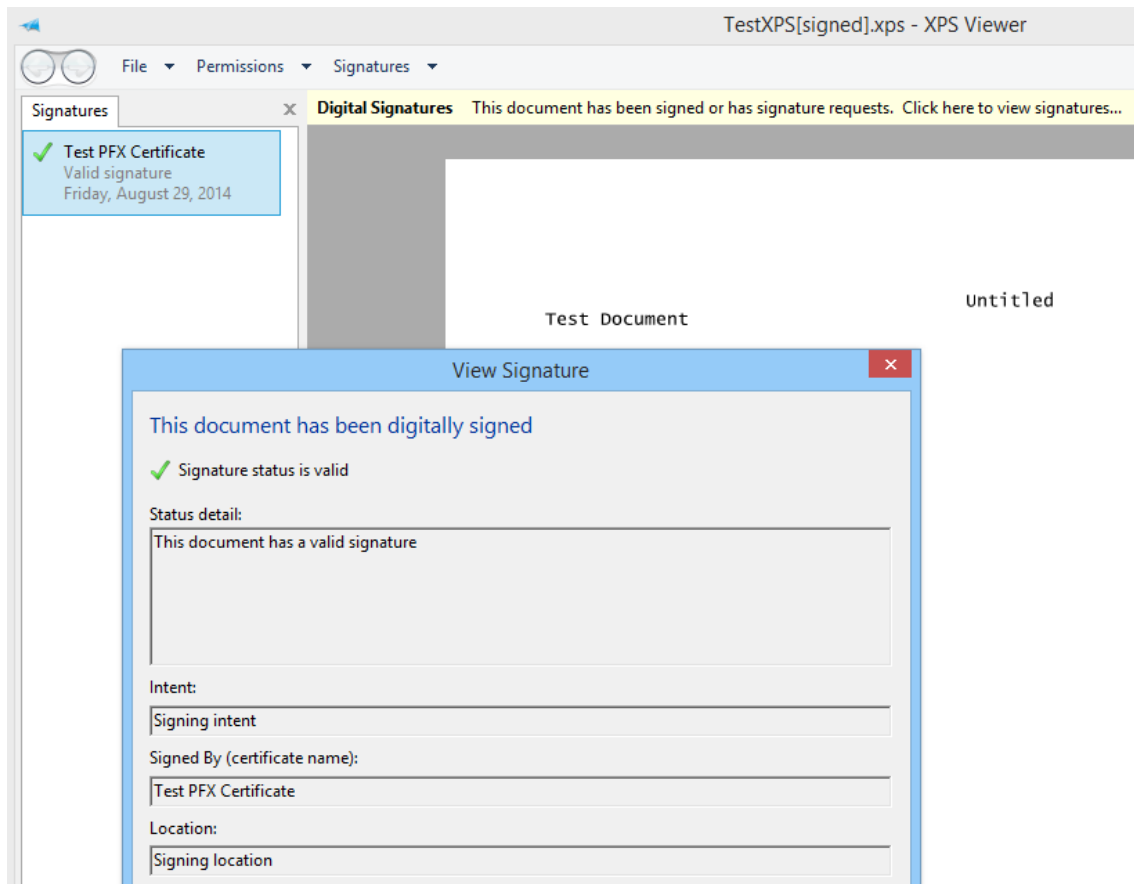 TestXPS[signed].xps - XPS Viewer
File Permissions Signatures
Signatures
Digital Signatures This document has been signed or has signature requests. Click here to view signatures...
Test PFX Certificate
Valid signature
Friday, August 29, 2014
Untitled
Test Document
View Signature
This document has been digitally signed
Signature status is valid
Status detail:
This document has a valid signature
Intent:
Signing intent
Signed By (certificate name):
Test PFX Certificate
Location:
Signing location